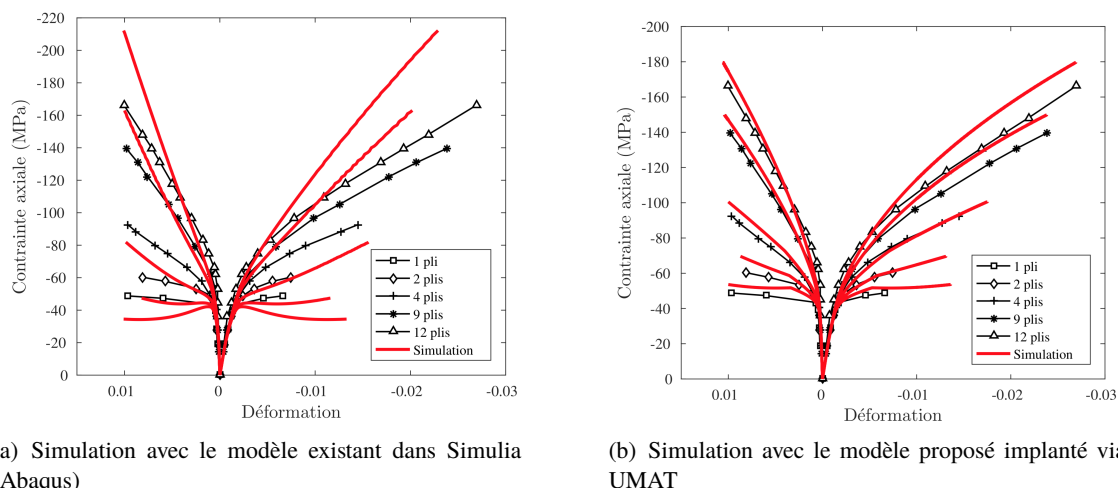 -220
-200
-180
-160
-140
-120
-100
-80
-60
-40
-20
0
Contrainte axiale (MPa)
0.01
0
-0.01
-0.02
-0.03
Déformation
1 pli
2 plis
4 plis
9 plis
12 plis
Simulation
a) Simulation avec le modèle existant dans Simulia
Abaqus)
-200
-180
-160
-140
-120
-100
-80
-60
-40
-20
0
Contrainte axiale (MPa)
0.01
0
-0.01
-0.02
-0.03
Déformation
1 pli
2 plis
4 plis
9 plis
12 plis
Simulation
(b) Simulation avec le modèle proposé implanté via
UMAT